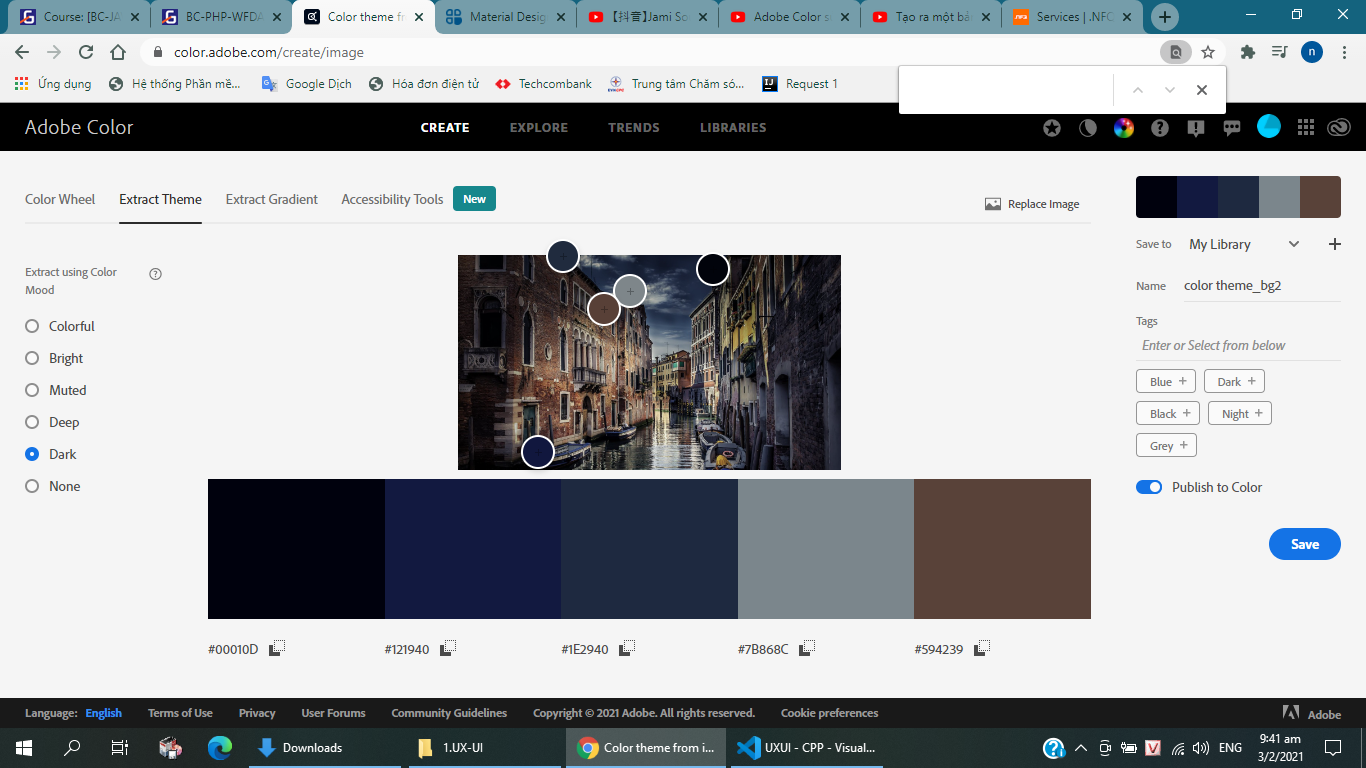 Course: [BC-JA
BC-PHP-WFDA
Color theme fr
Material Desig
【抖音】Jami So
Adobe Color s
Tạo ra một bả
Services | .NFC
color.adobe.com/create/image
n
Ứng dụng
Hệ thống Phần mề...
Google Dịch
Hóa đơn điện tử
Techcombank
Trung tâm Chăm só...
Request 1
Adobe Color
CREATE
EXPLORE
TRENDS
LIBRARIES
Color Wheel
Extract Theme
Extract Gradient
Accessibility Tools
New
Replace Image
Save to
My Library
Extract using Color
Mood
Name
color theme_bg2
Colorful
Bright
Muted
Deep
Dark
None
Tags
Enter or Select from below
Blue +
Dark +
Black +
Night +
Grey +
Publish to Color
Save
#00010D
#121940
#1E2940
#7B868C
#594239
Language: English
Terms of Use
Privacy
User Forums
Community Guidelines
Copyright © 2021 Adobe. All rights reserved.
Cookie preferences
Adobe
Downloads
1.UX-UI
Color theme from i...
UXUI - CPP - Visual...
ENG
9:41 am
3/2/2021